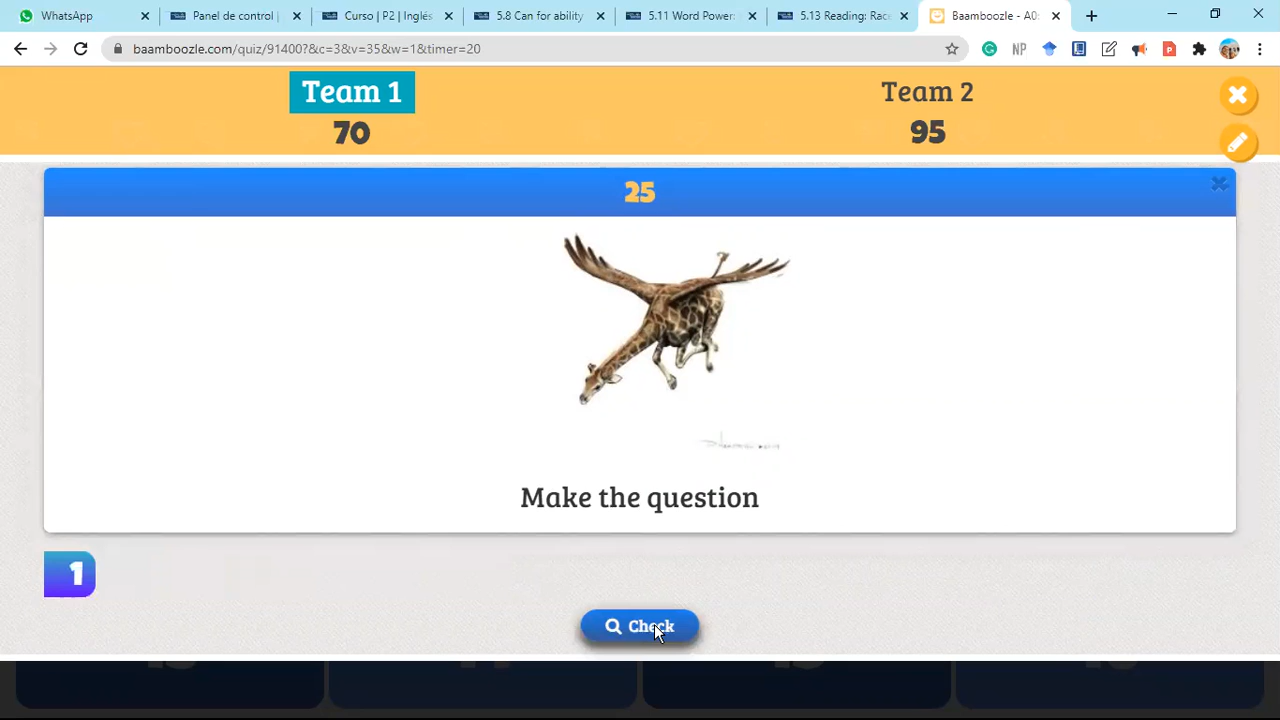 WhatsApp
Panel de control |
Curso | P2 | Inglés
5.8 Can for ability
5.11 Word Power:
5.13 Reading: Race
Baamboozle - A0:
baamboozle.com/quiz/91400?&c=3&v=35&w=1&timer=20
NP
Team 1
Team 2
70
95
25
Make the question
1
Check